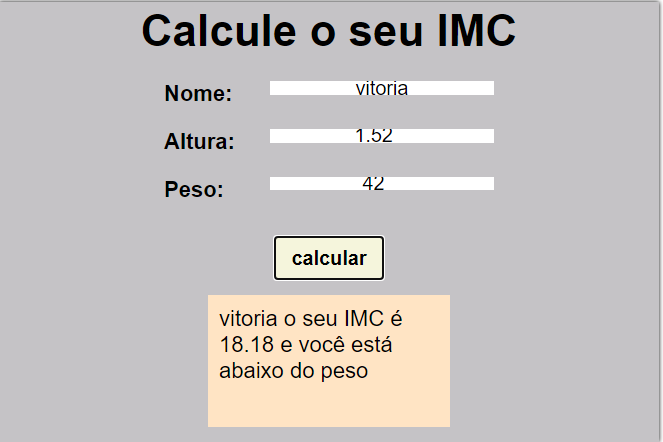 Calcule o seu IMC
Nome: vitoria
Altura: 1.52
Peso: 42
calcular
vitoria o seu IMC é
18.18 e você está
abaixo do peso